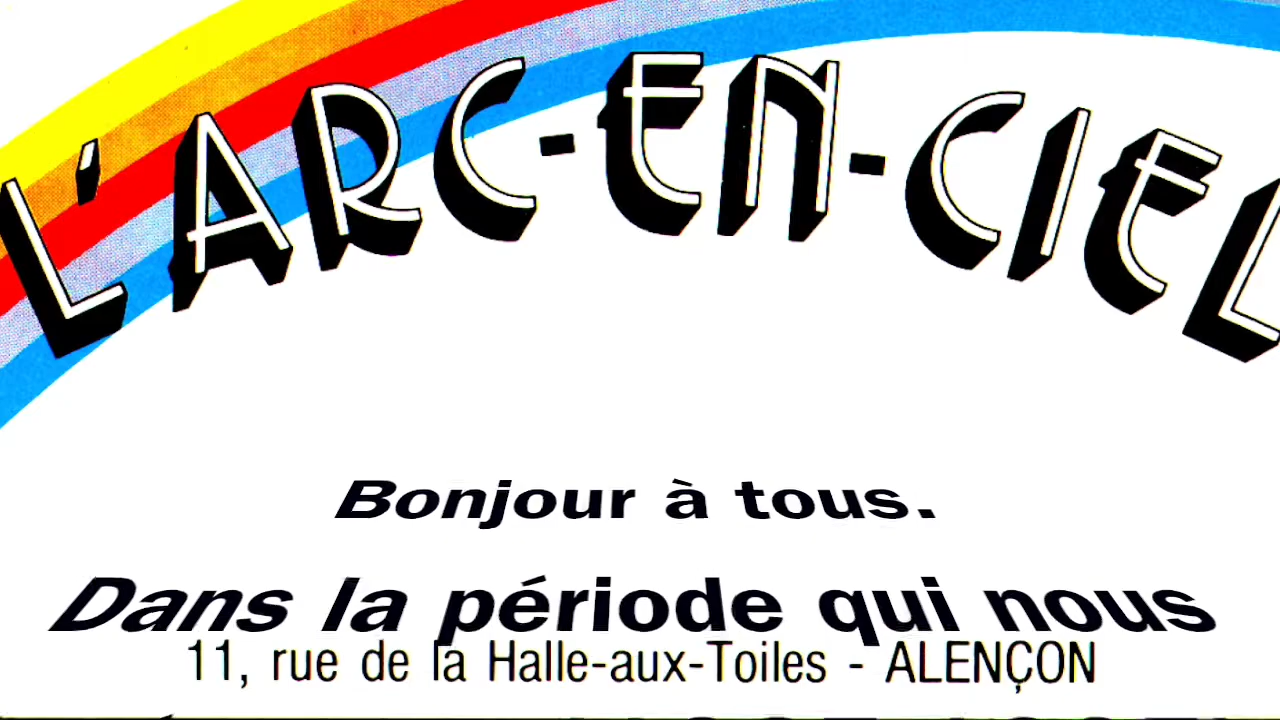 L'ARC-EN-CIEL
Bonjour à tous.
Dans la période qui nous
11, rue de la Halle-aux-Toiles - ALENÇON